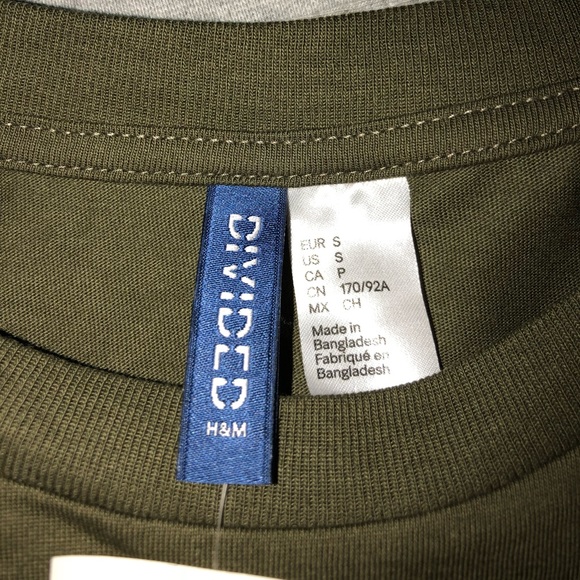 DIVIDED
H&M
EUR S
US S
CA P
CN 170/92A
MX CH
Made in
Bangladesh
Fabriqué en
Bangladesh